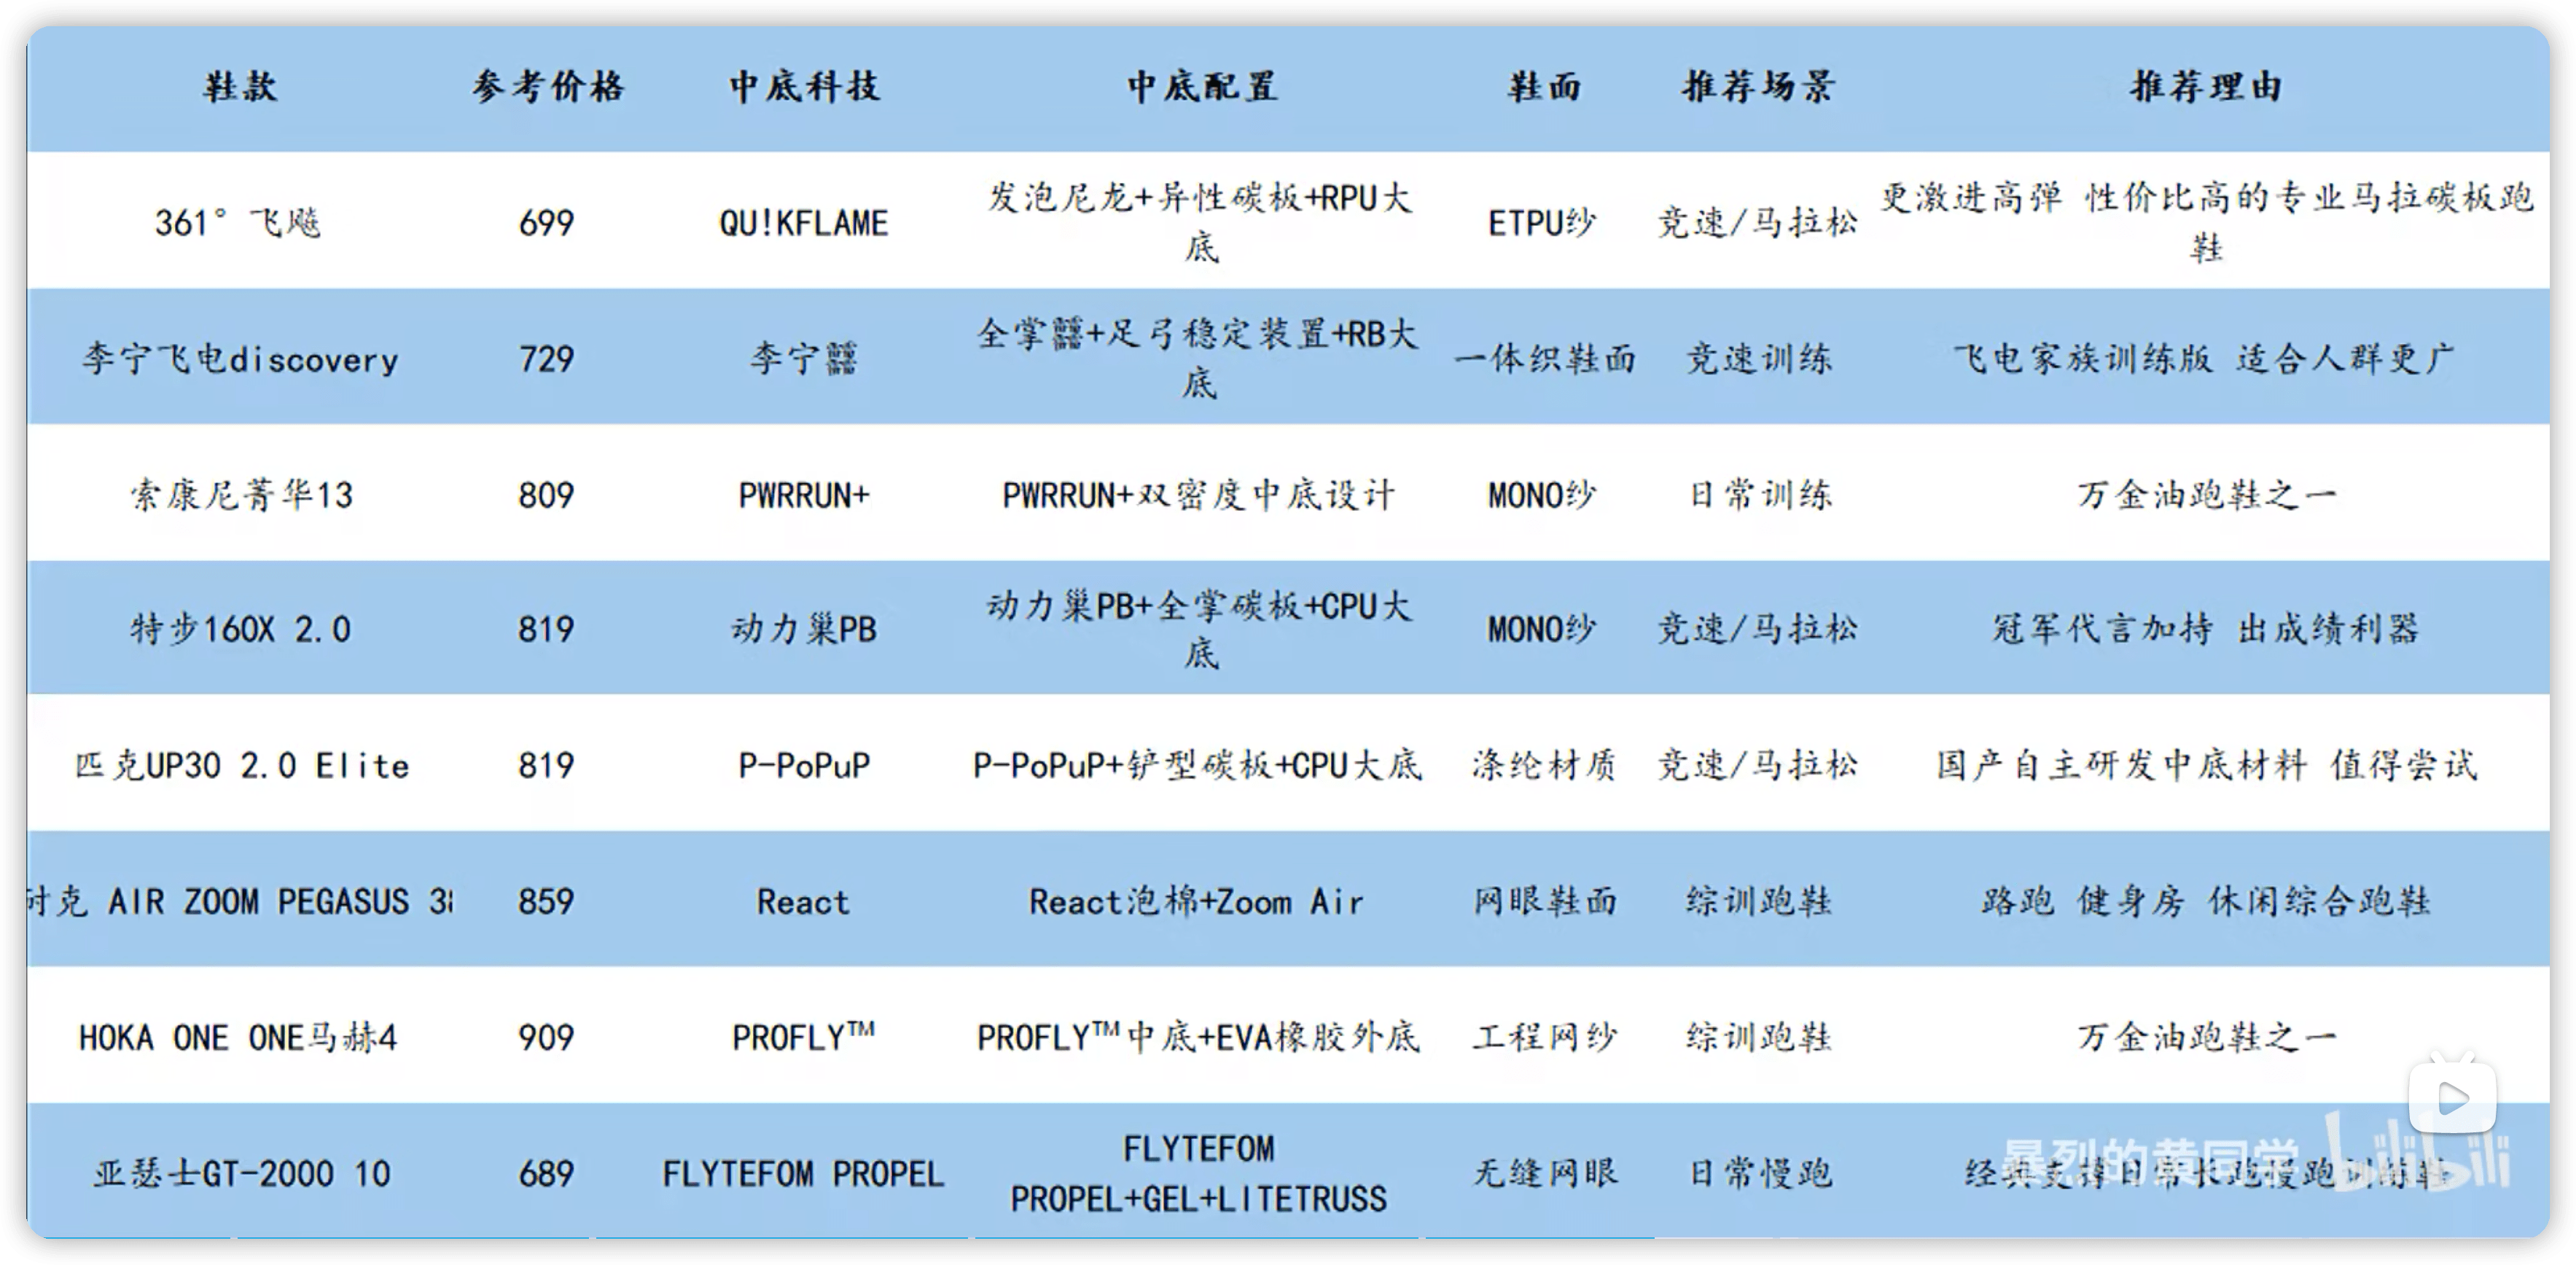 鞋款 参考价格 中底科技 中底配置 鞋面 推荐场景 推荐理由
361° 飞飚 699 QU!KFLAME 发泡尼龙+异性碳板+RPU大底 ETPU纱 竞速/马拉松 更激进高弹 性价比高的专业马拉碳板跑鞋
李宁飞电discovery 729 李宁䨻 全掌䨻+足弓稳定装置+RB大底 一体织鞋面 竞速训练 飞电家族训练版 适合人群更广
索康尼菁华13 809 PWRRUN+ PWRRUN+双密度中底设计 MONO纱 日常训练 万金油跑鞋之一
特步160X 2.0 819 动力巢PB 动力巢PB+全掌碳板+CPU大底 MONO纱 竞速/马拉松 冠军代言加持 出成绩利器
匹克UP30 2.0 Elite 819 P-PoPuP P-PoPuP+铲型碳板+CPU大底 涤纶材质 竞速/马拉松 国产自主研发中底材料 值得尝试
耐克 AIR ZOOM PEGASUS 859 React React泡棉+Zoom Air 网眼鞋面 综训跑鞋 路跑 健身房 休闲综合跑鞋
HOKA ONE ONE马赫4 909 PROFLY™ PROFLY™中底+EVA橡胶外底 工程网纱 综训跑鞋 万金油跑鞋之一
亚瑟士GT-2000 10 689 FLYTEFOM PROPEL FLYTEFOM PROPEL+GEL+LITETRUSS 无缝网眼 日常慢跑 经典支撑日常长跑慢跑训练鞋
暴烈的黄同学 bilibili